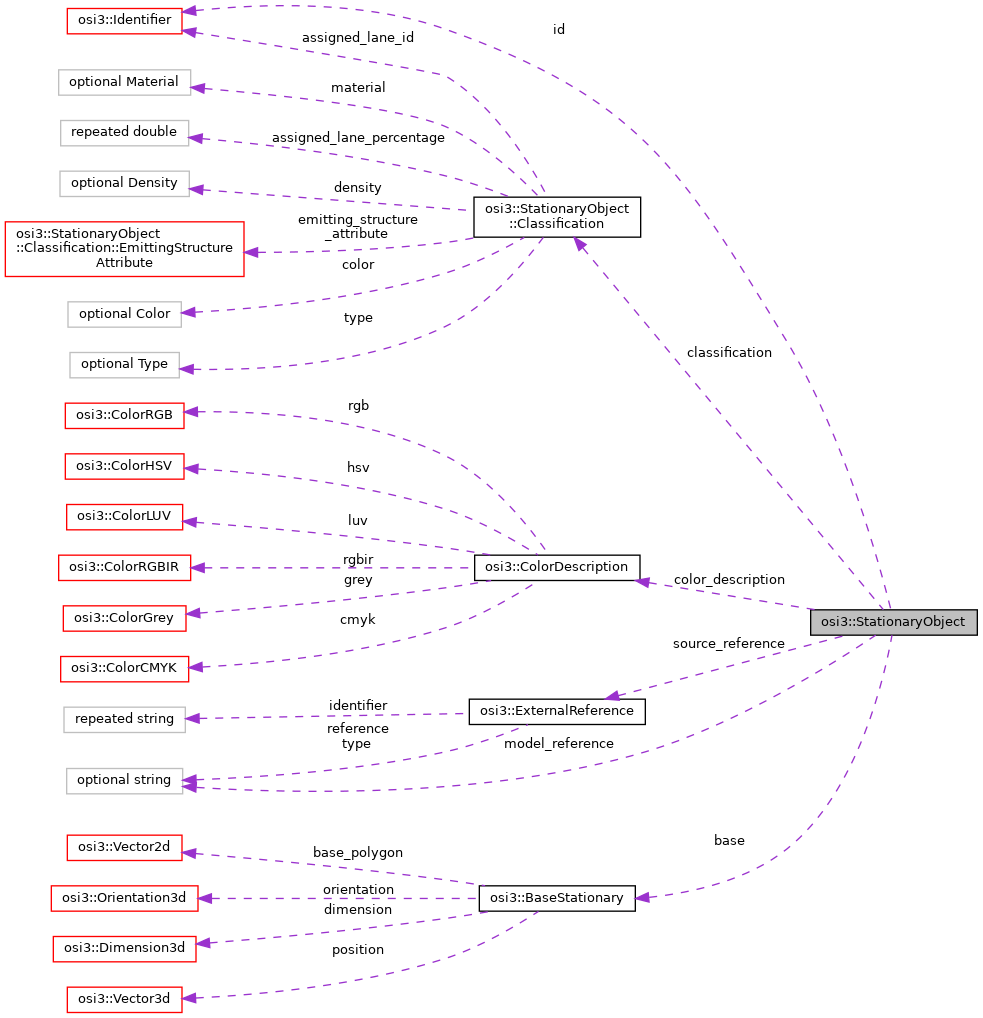 osi3::Identifier
id
assigned_lane_id
optional Material
material
repeated double
assigned_lane_percentage
optional Density
density
osi3::StationaryObject
::Classification
osi3::StationaryObject
::Classification::EmittingStructure
Attribute
emitting_structure
_attribute
color
optional Color
type
optional Type
classification
osi3::ColorRGB
rgb
osi3::ColorHSV
hsv
osi3::ColorLUV
luv
osi3::ColorRGBIR
rgbir
osi3::ColorDescription
grey
color_description
osi3::ColorGrey
cmyk
osi3::StationaryObject
source_reference
osi3::ColorCMYK
repeated string
identifier
osi3::ExternalReference
reference
type
model_reference
optional string
base
osi3::Vector2d
base_polygon
osi3::Orientation3d
orientation
osi3::BaseStationary
dimension
osi3::Dimension3d
position
osi3::Vector3d